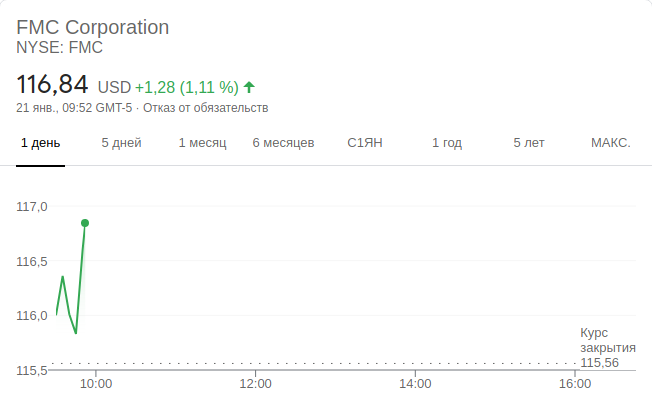 FMC Corporation
NYSE: FMC
116,84 USD +1,28 (1,11 %)
21 янв., 09:52 GMT-5 · Отказ от обязательств
1 день 5 дней 1 месяц 6 месяцев С1ЯН 1 год 5 лет МАКС.
117,0
116,5
116,0
115,5
Курс
закрытия
115,56
10:00 12:00 14:00 16:00